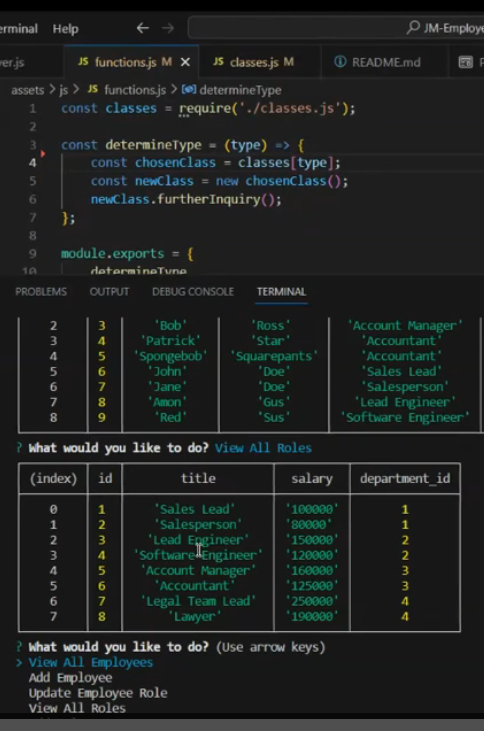 erminal Help ← → JM-Employe
er.js JS functions.js M × JS classes.js M README.md
assets > js > JS functions.js > determineType
1 const classes = require('./classes.js');
2
3 const determineType = (type) => {
4 const chosenClass = classes[type];
5 const newClass = new chosenClass();
6 newClass.furtherInquiry();
7 };
8
9 module.exports = {
10 determineType
PROBLEMS OUTPUT DEBUG CONSOLE TERMINAL
2 3 'Bob' 'Ross' 'Account Manager'
3 4 'Patrick' 'Star' 'Accountant'
4 5 'Spongebob' 'Squarepants' 'Accountant'
5 6 'John' 'Doe' 'Sales Lead'
6 7 'Jane' 'Doe' 'Salesperson'
7 8 'Amon' 'Gus' 'Lead Engineer'
8 9 'Red' 'Sus' 'Software Engineer'
? What would you like to do? View All Roles
(index) id title salary department_id
0 1 'Sales Lead' '100000' 1
1 2 'Salesperson' '80000' 1
2 3 'Lead Engineer' '150000' 2
3 4 'Software Engineer' '120000' 2
4 5 'Account Manager' '160000' 3
5 6 'Accountant' '125000' 3
6 7 'Legal Team Lead' '250000' 4
7 8 'Lawyer' '190000' 4
? What would you like to do? (Use arrow keys)
> View All Employees
Add Employee
Update Employee Role
View All Roles